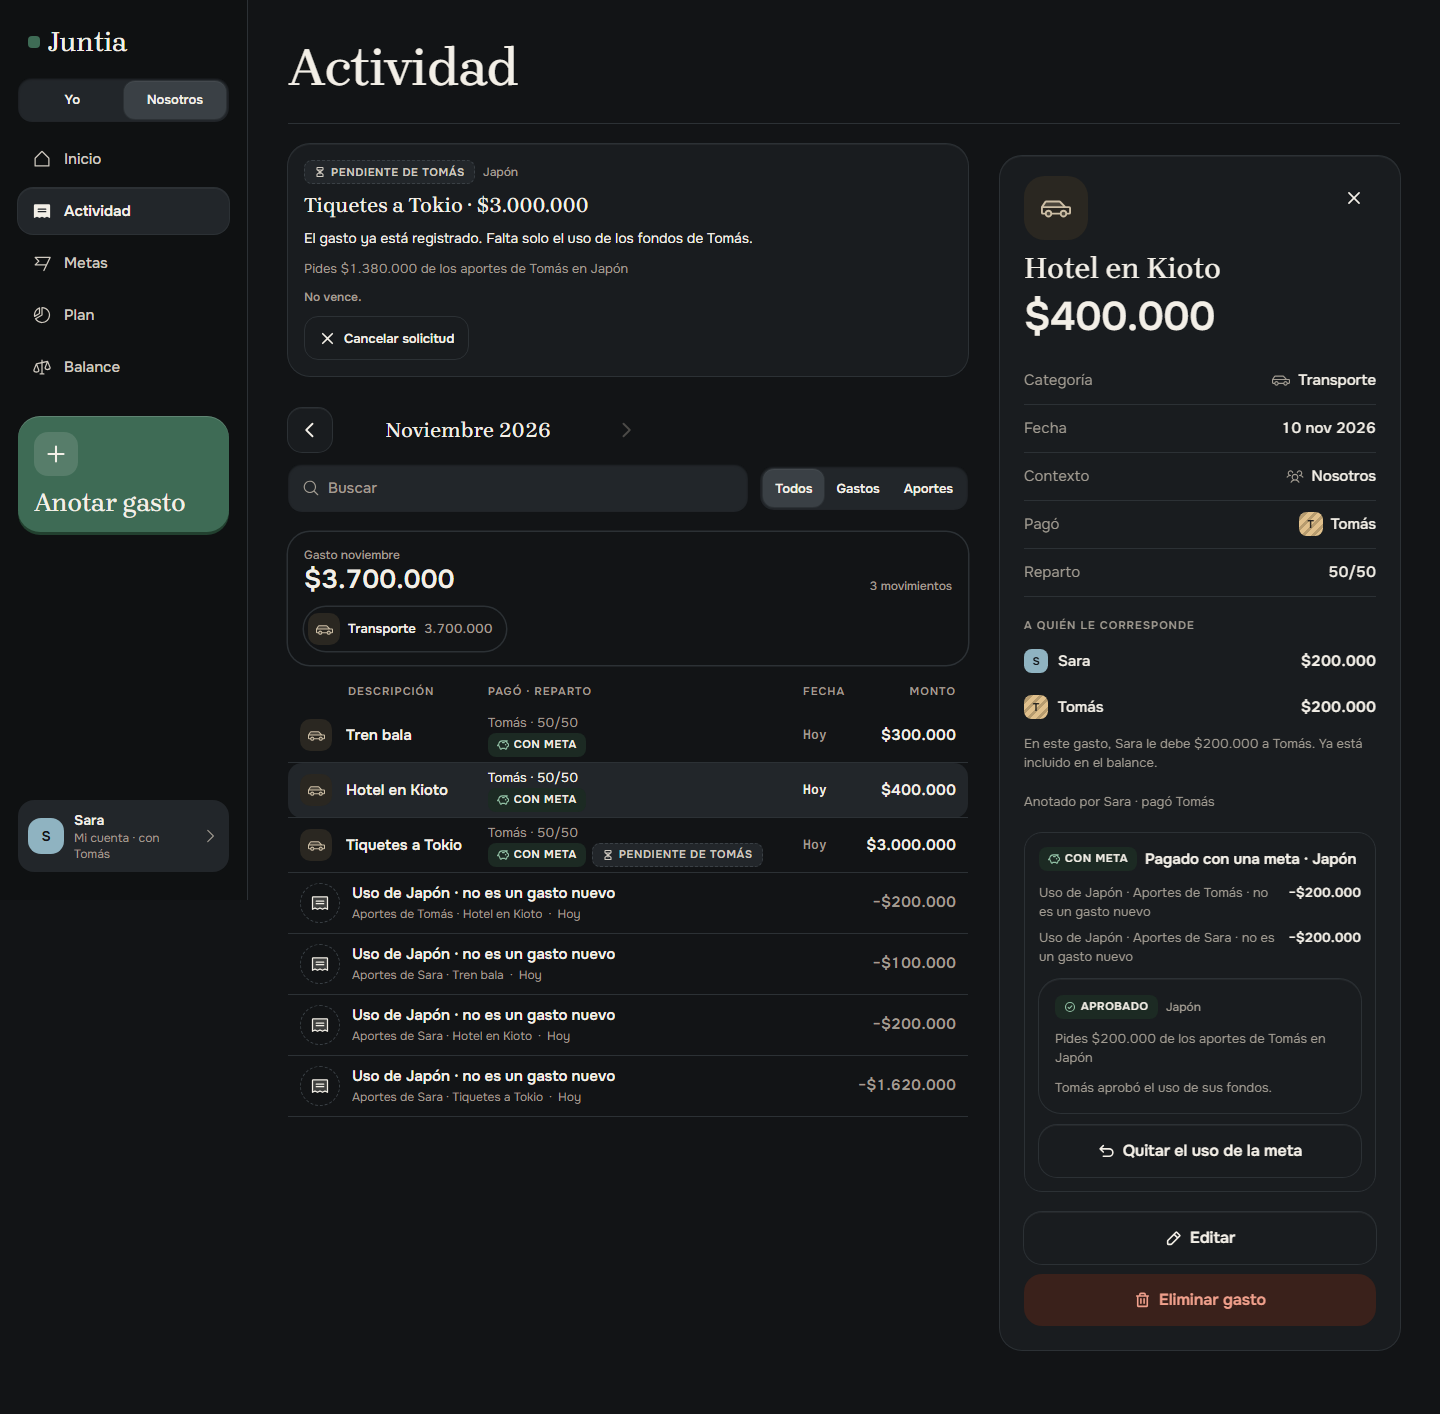 Juntia
Yo
Nosotros
Inicio
Actividad
Metas
Plan
Balance
Anotar gasto
S
Sara
Mi cuenta · con
Tomás
Actividad
PENDIENTE DE TOMÁS
Japón
Tiquetes a Tokio · $3.000.000
El gasto ya está registrado. Falta solo el uso de los fondos de Tomás.
Pides $1.380.000 de los aportes de Tomás en Japón
No vence.
Cancelar solicitud
Noviembre 2026
Buscar
Todos
Gastos
Aportes
Gasto noviembre
$3.700.000
3 movimientos
Transporte 3.700.000
DESCRIPCIÓN
PAGÓ · REPARTO
FECHA
MONTO
Tren bala
Tomás · 50/50
CON META
Hoy
$300.000
Hotel en Kioto
Tomás · 50/50
CON META
Hoy
$400.000
Tiquetes a Tokio
Tomás · 50/50
CON META
PENDIENTE DE TOMÁS
Hoy
$3.000.000
Uso de Japón · no es un gasto nuevo
Aportes de Tomás · Hotel en Kioto · Hoy
-$200.000
Uso de Japón · no es un gasto nuevo
Aportes de Sara · Tren bala · Hoy
-$100.000
Uso de Japón · no es un gasto nuevo
Aportes de Sara · Hotel en Kioto · Hoy
-$200.000
Uso de Japón · no es un gasto nuevo
Aportes de Sara · Tiquetes a Tokio · Hoy
-$1.620.000
Hotel en Kioto
$400.000
Categoría
Transporte
Fecha
10 nov 2026
Contexto
Nosotros
Pagó
T
Tomás
Reparto
50/50
A QUIÉN LE CORRESPONDE
S
Sara
$200.000
T
Tomás
$200.000
En este gasto, Sara le debe $200.000 a Tomás. Ya está
incluido en el balance.
Anotado por Sara · pagó Tomás
CON META
Pagado con una meta · Japón
Uso de Japón · Aportes de Tomás · no
es un gasto nuevo
-$200.000
Uso de Japón · Aportes de Sara · no es
un gasto nuevo
-$200.000
APROBADO
Japón
Pides $200.000 de los aportes de Tomás en
Japón
Tomás aprobó el uso de sus fondos.
Quitar el uso de la meta
Editar
Eliminar gasto